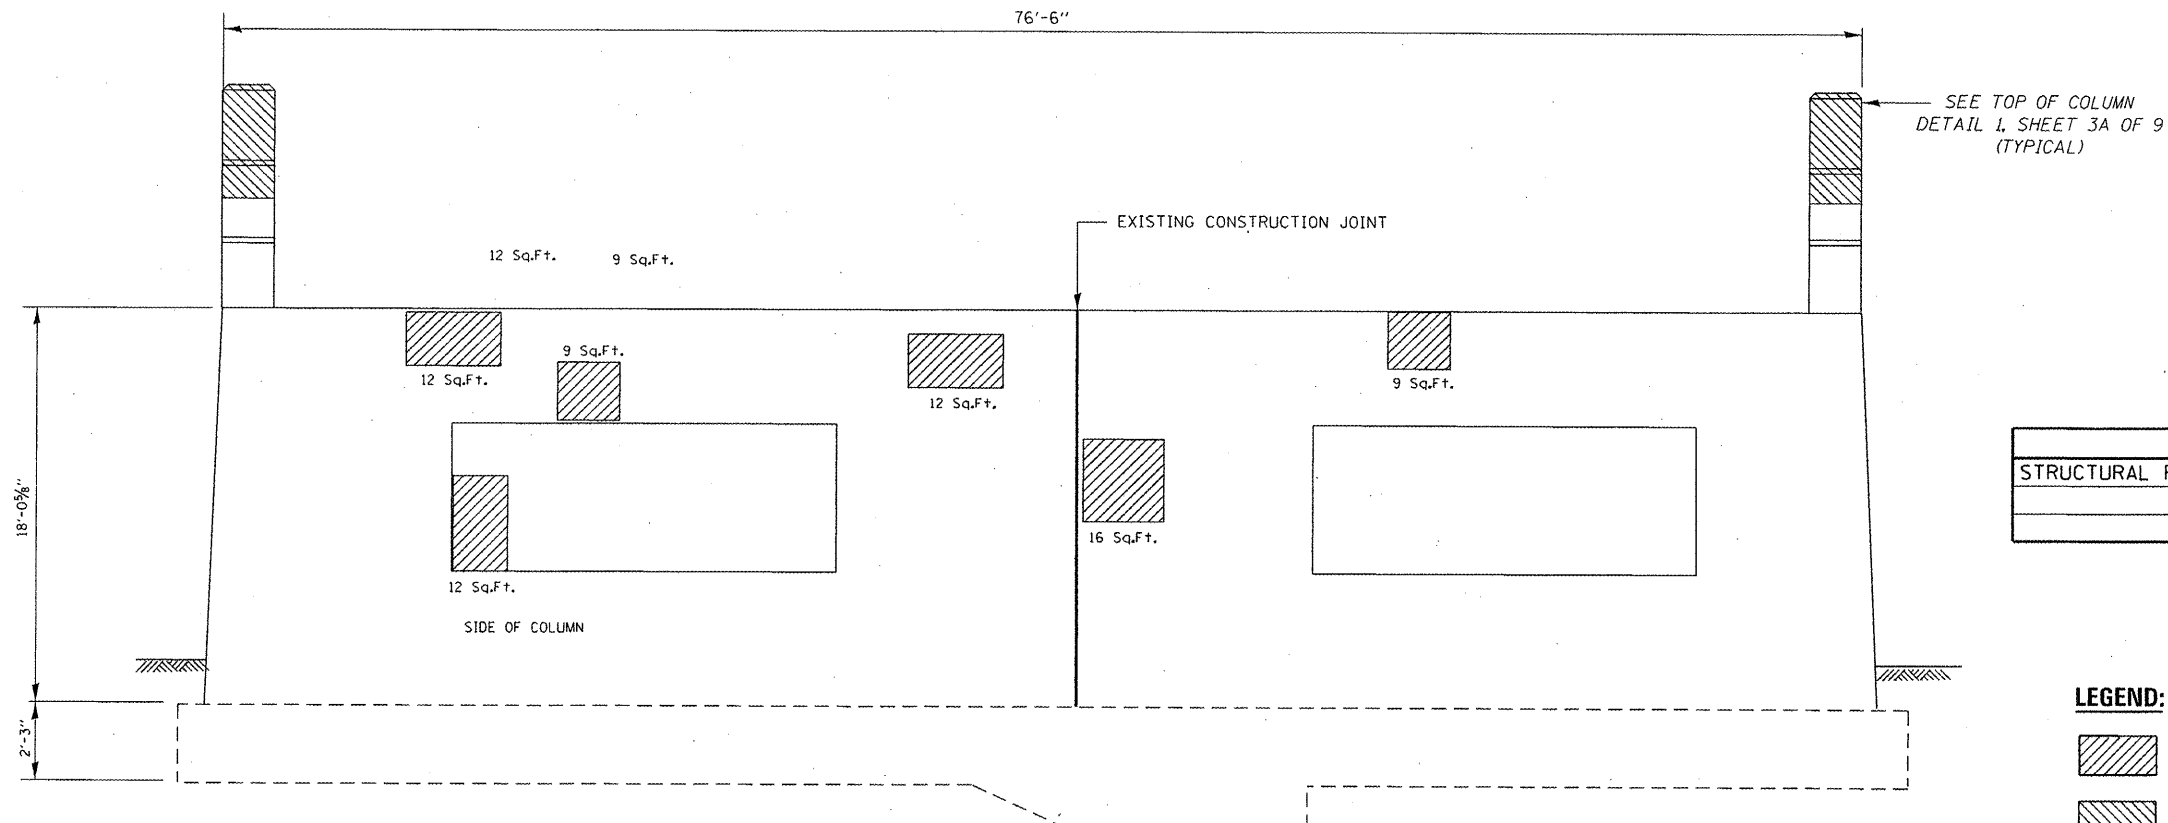 76'-6"
SEE TOP OF COLUMN
DETAIL 1, SHEET 3A OF 9
(TYPICAL)
EXISTING CONSTRUCTION JOINT
12 Sq.Ft.
9 Sq.Ft.
9 Sq.Ft.
12 Sq.Ft.
12 Sq.Ft.
9 Sq.Ft.
18'-0⅝"
STRUCTURAL
16 Sq.Ft.
12 Sq.Ft.
SIDE OF COLUMN
LEGEND:
2'-3"